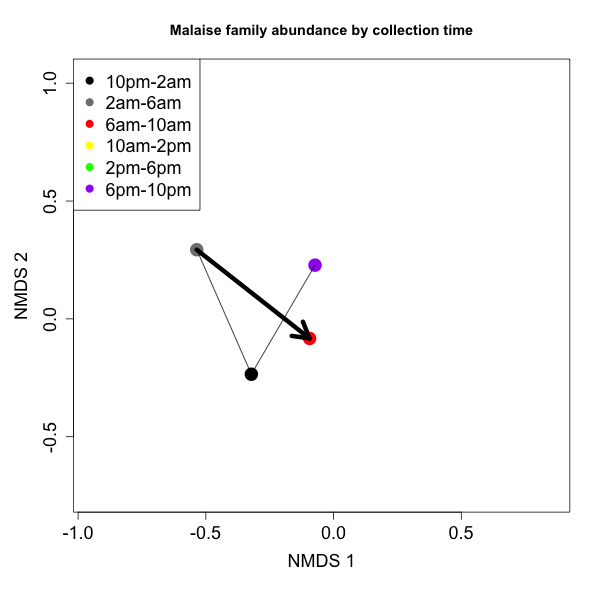 Malaise family abundance by collection time
10pm-2am
2am-6am
6am-10am
10am-2pm
2pm-6pm
6pm-10pm
1.0
0.5
0.0
-0.5
NMDS 2
-1.0 -0.5 0.0 0.5
NMDS 1